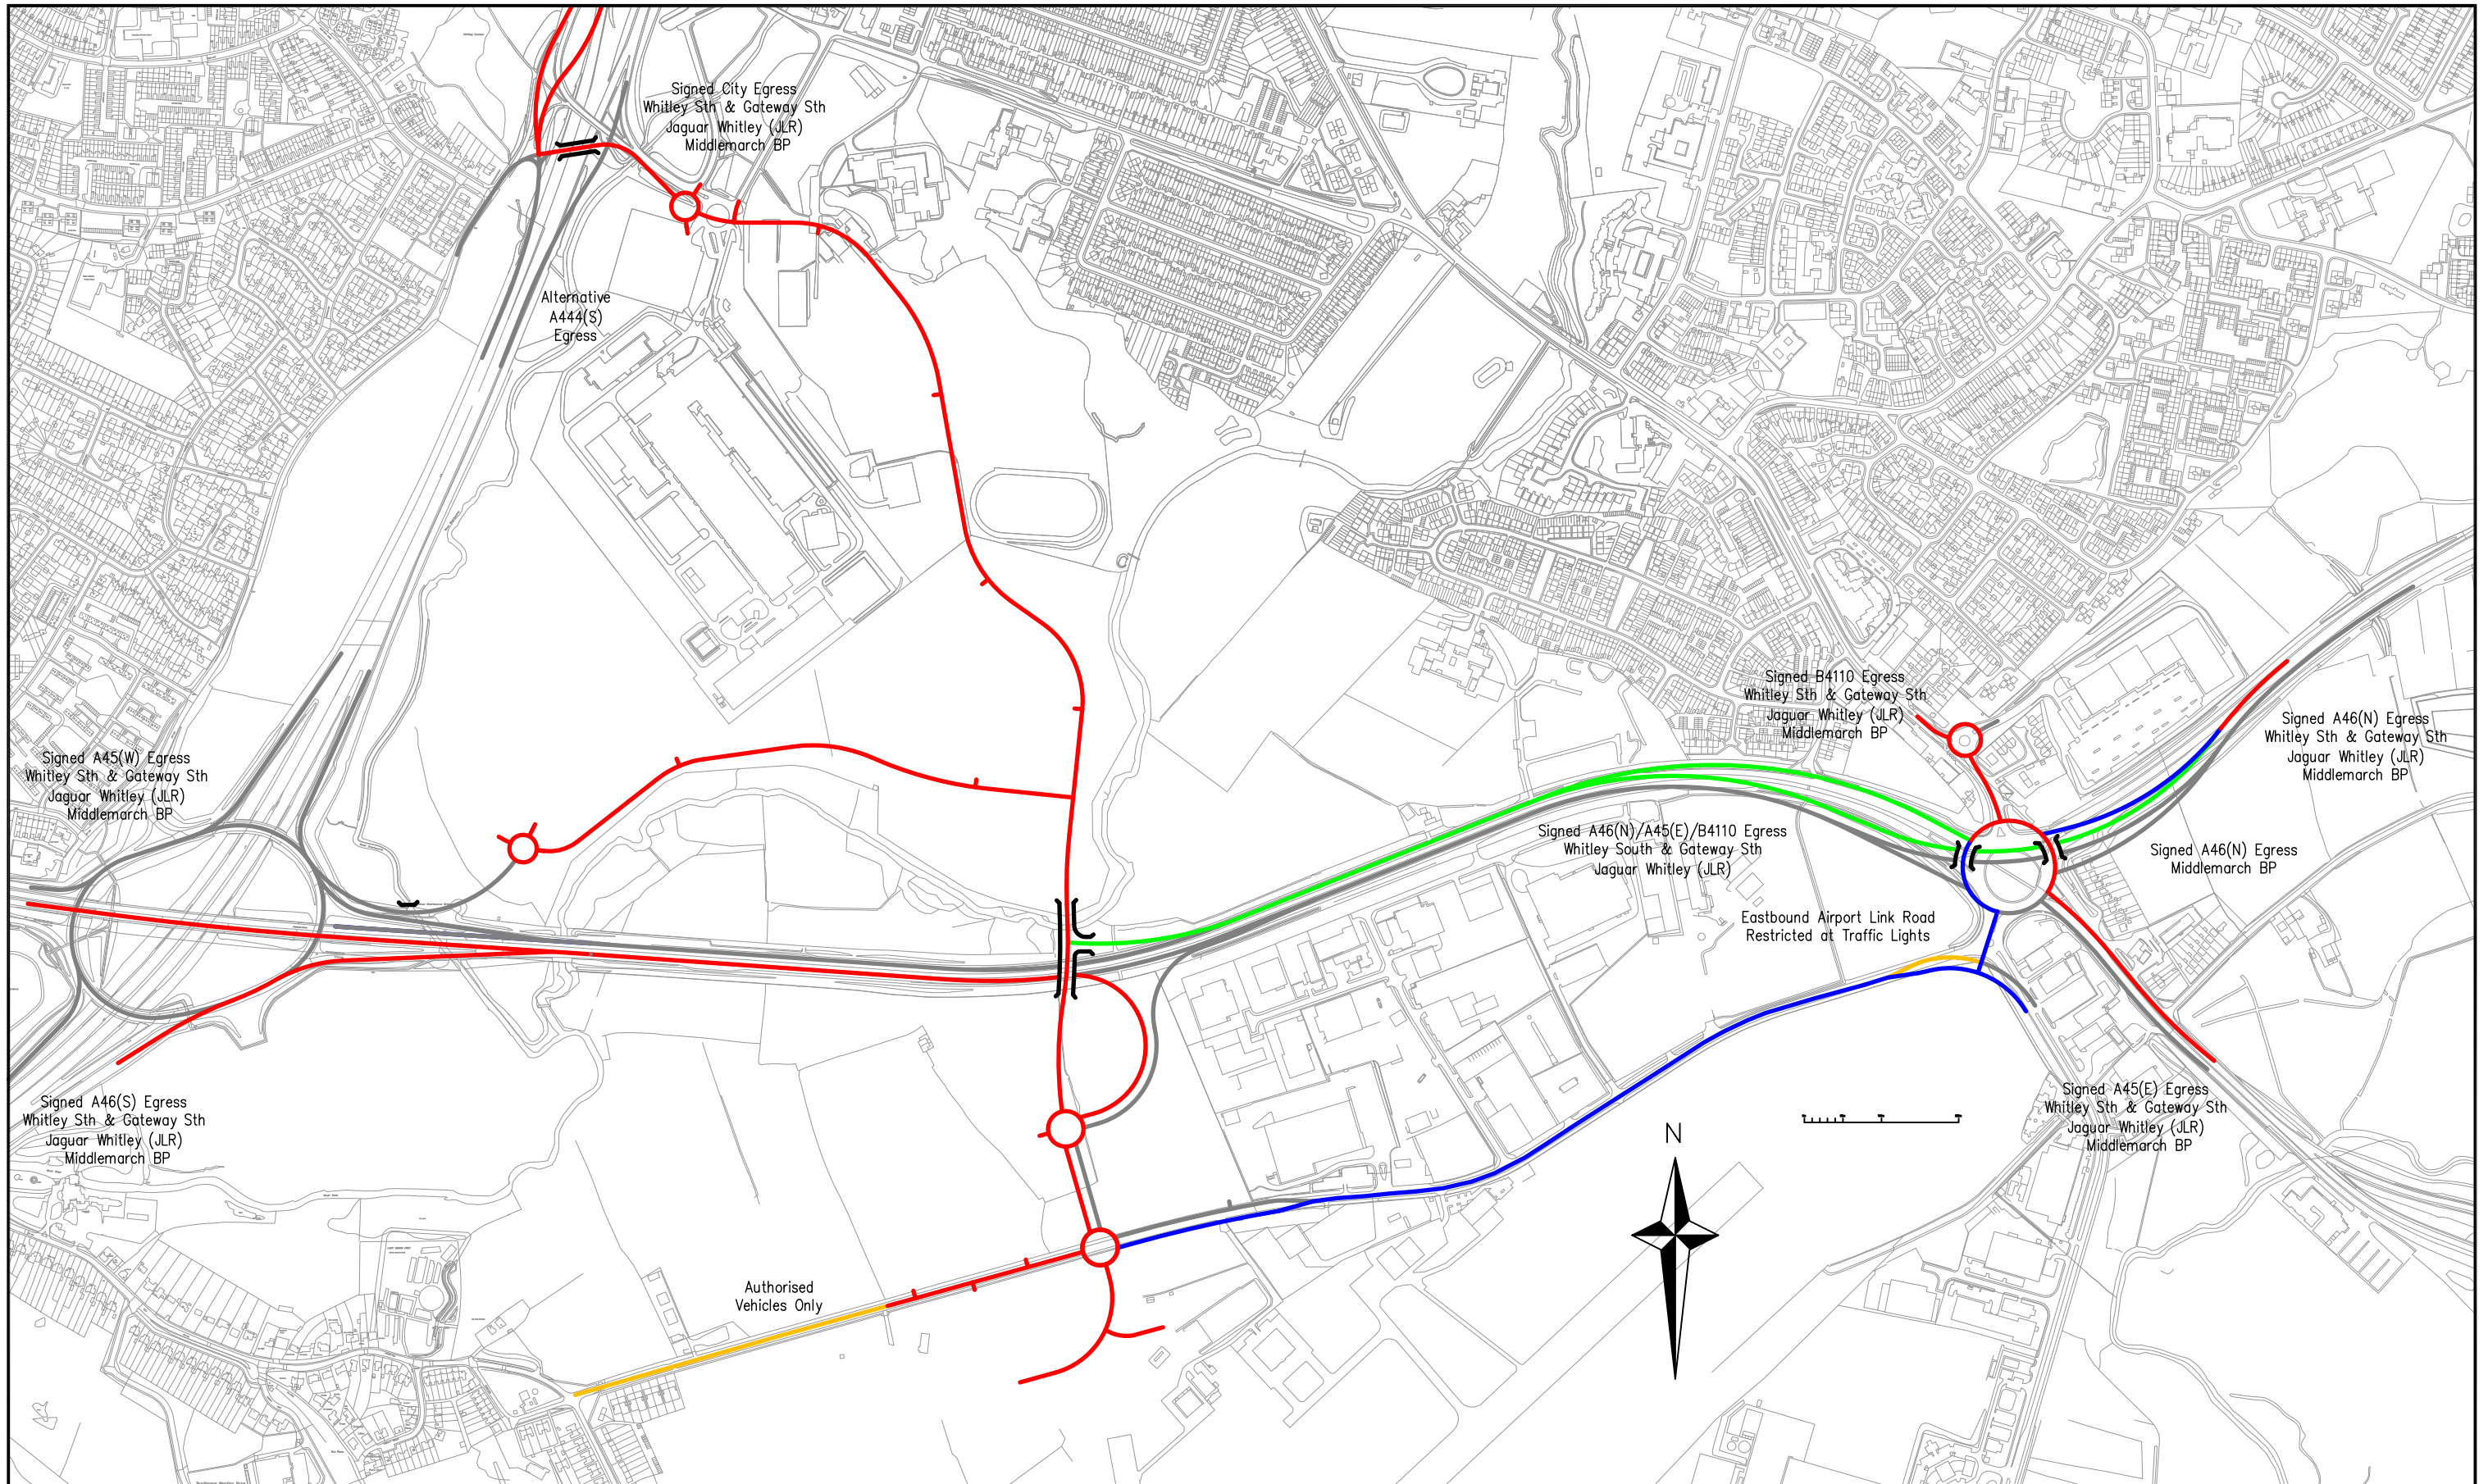 Signed City Egress
Whitley Sth & Gateway Sth
Jaguar Whitley (JLR)
Middlemarch BP
Alternative
A444(S)
Egress
Signed B4110 Egress
Whitley Sth & Gateway Sth
Jaguar Whitley (JLR)
Middlemarch BP
Signed A46(N) Egress
Whitley Sth & Gateway Sth
Jaguar Whitley (JLR)
Middlemarch BP
Signed A45(W) Egress
Whitley Sth & Gateway Sth
Jaguar Whitley (JLR)
Middlemarch BP
Signed A46(N)/A45(E)/B4110 Egress
Whitley South & Gateway Sth
Jaguar Whitley (JLR)
Signed A46(N) Egress
Middlemarch BP
Eastbound Airport Link Road
Restricted at Traffic Lights
Signed A46(S) Egress
Whitley Sth & Gateway Sth
Jaguar Whitley (JLR)
Middlemarch BP
Signed A45(E) Egress
Whitley Sth & Gateway Sth
Jaguar Whitley (JLR)
Middlemarch BP
N
Authorised
Vehicles Only